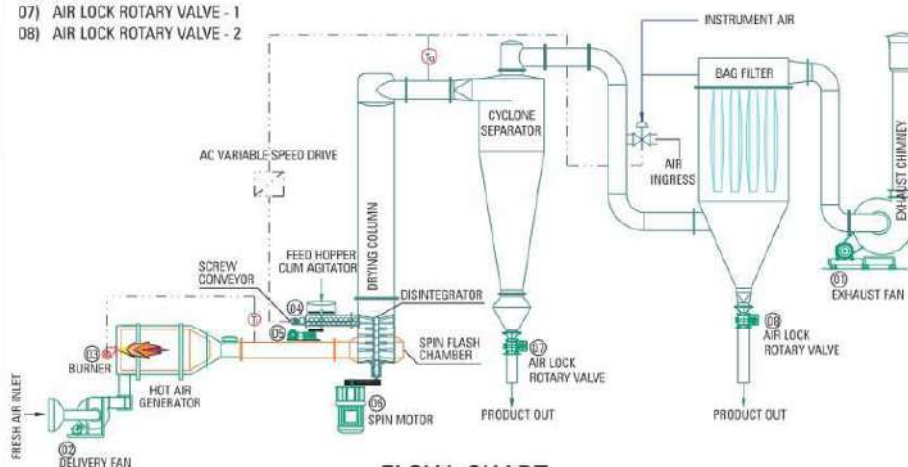 07) AIR LOCK ROTARY VALVE - 1
08) AIR LOCK ROTARY VALVE - 2
INSTRUMENT AIR
BAG FILTER
CYCLONE
SEPARATOR
AIR
INGRESS
EXHAUST CHIMNEY
AC VARIABLE SPEED DRIVE
DRYING COLUMN
FEED HOPPER
CUM AGITATOR
SCREW
CONVEYOR
04
05
DISINTEGRATOR
01
EXHAUST FAN
08
AIR LOCK
ROTARY VALVE
SPIN FLASH
CHAMBER
07
AIR LOCK
ROTARY VALVE
03
BURNER
HOT AIR
GENERATOR
06
SPIN MOTOR
PRODUCT OUT
PRODUCT OUT
FRESH AIR INLET
02
DELIVERY FAN